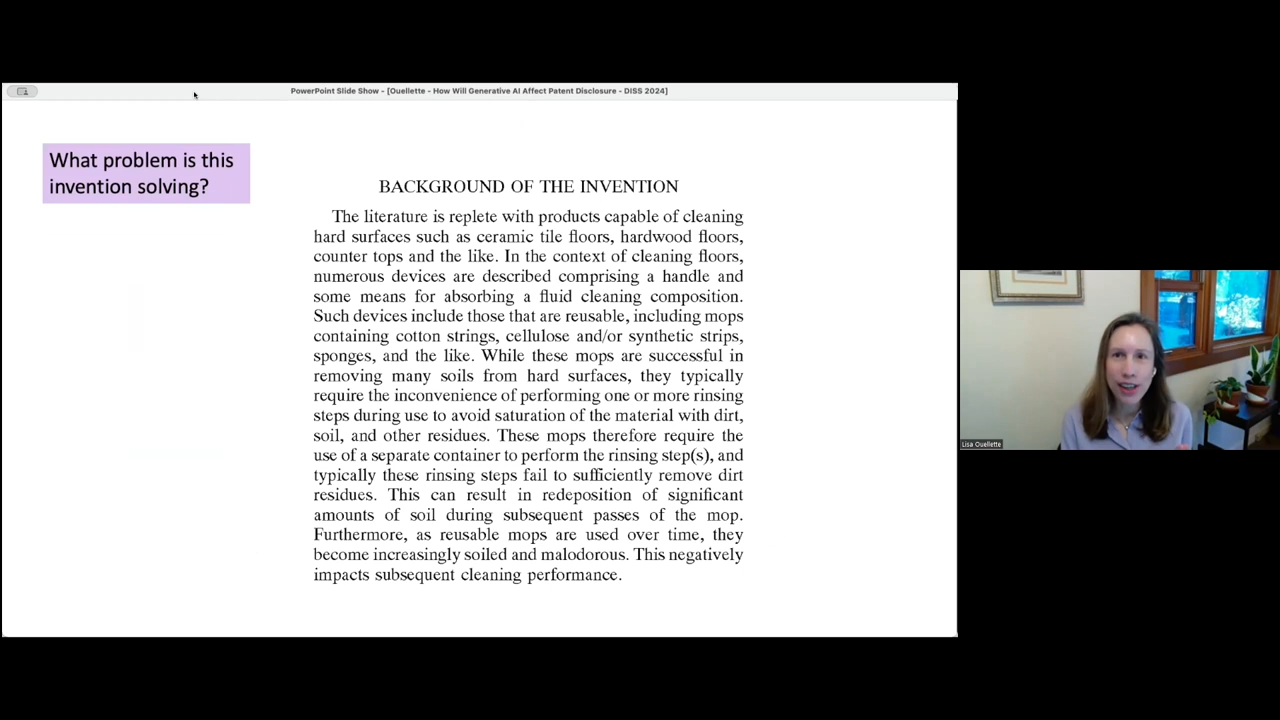 PowerPoint Slide Show - [Ouellette - How Will Generative AI Affect Patent Disclosure - DISS 2024]
What problem is this
invention solving?
BACKGROUND OF THE INVENTION
The literature is replete with products capable of cleaning
hard surfaces such as ceramic tile floors, hardwood floors,
counter tops and the like. In the context of cleaning floors,
numerous devices are described comprising a handle and
some means for absorbing a fluid cleaning composition.
Such devices include those that are reusable, including mops
containing cotton strings, cellulose and/or synthetic strips,
sponges, and the like. While these mops are successful in
removing many soils from hard surfaces, they typically
require the inconvenience of performing one or more rinsing
steps during use to avoid saturation of the material with dirt,
soil, and other residues. These mops therefore require the
use of a separate container to perform the rinsing step(s), and
typically these rinsing steps fail to sufficiently remove dirt
residues. This can result in redeposition of significant
amounts of soil during subsequent passes of the mop.
Furthermore, as reusable mops are used over time, they
become increasingly soiled and malodorous. This negatively
impacts subsequent cleaning performance.
Lisa Ouellette